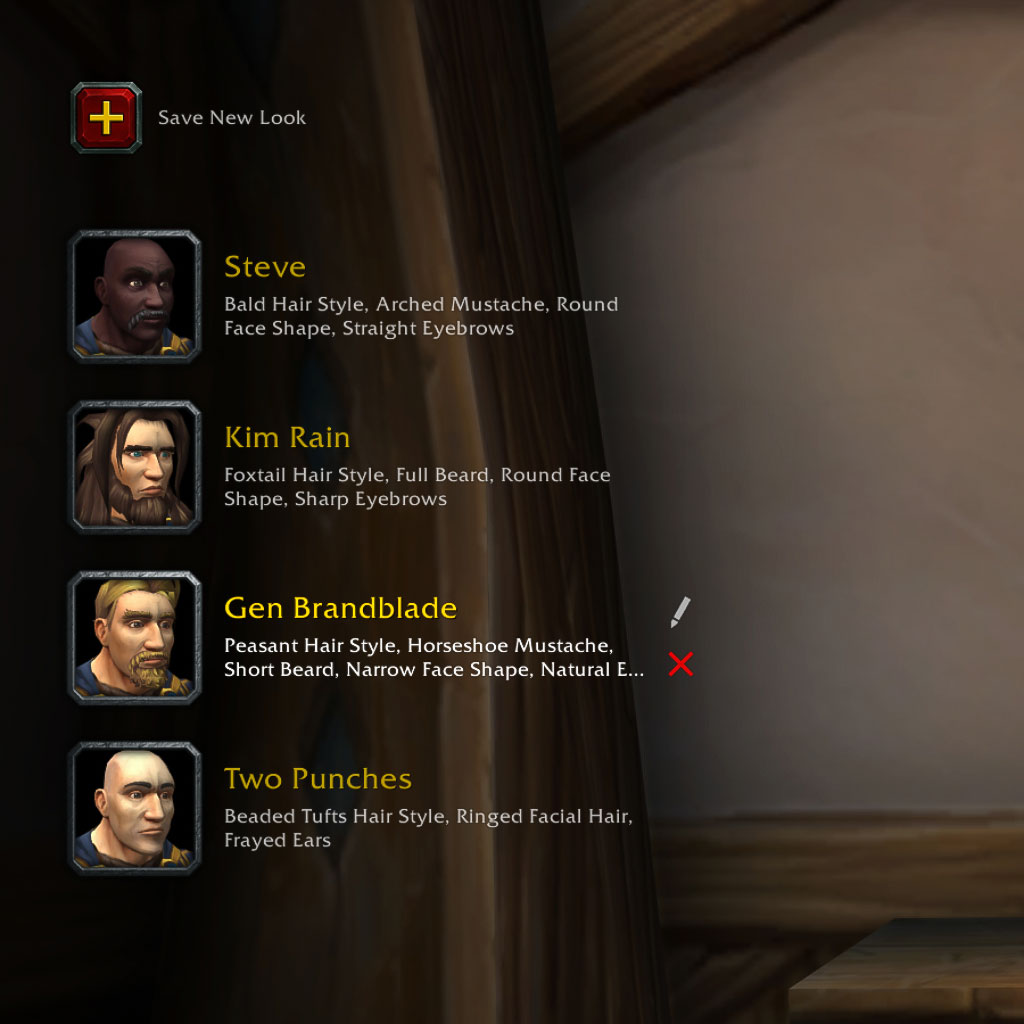 Save New Look
Steve
Bald Hair Style, Arched Mustache, Round
Face Shape, Straight Eyebrows
Kim Rain
Foxtail Hair Style, Full Beard, Round Face
Shape, Sharp Eyebrows
Gen Brandblade
Peasant Hair Style, Horseshoe Mustache,
Short Beard, Narrow Face Shape, Natural E...
Two Punches
Beaded Tufts Hair Style, Ringed Facial Hair,
Frayed Ears